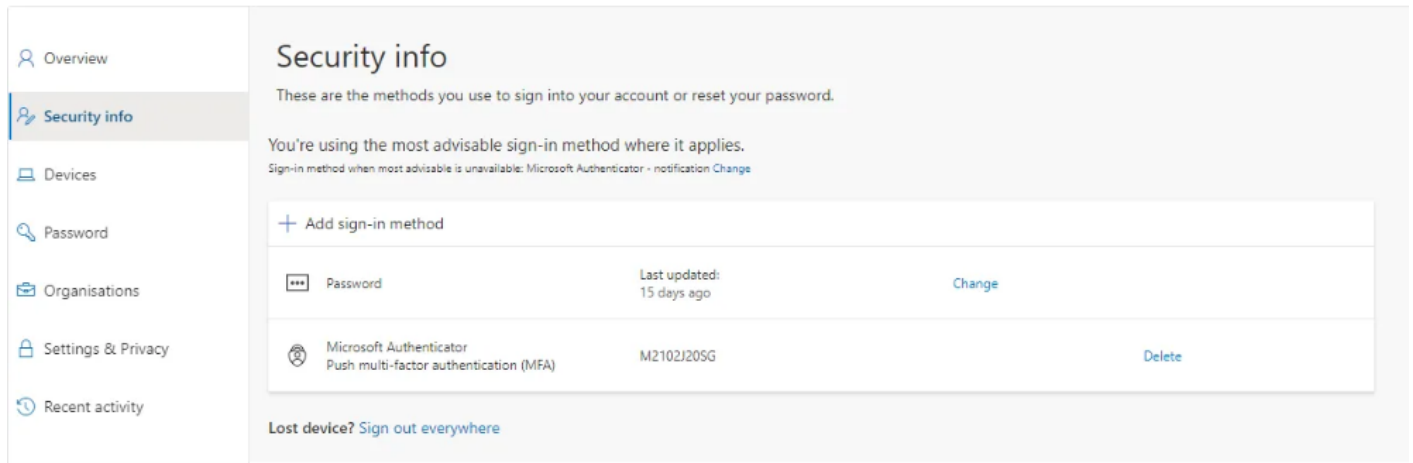 Overview
Security info
Devices
Password
Organisations
Settings & Privacy
Recent activity
Security info
These are the methods you use to sign into your account or reset your password.
You're using the most advisable sign-in method where it applies.
Sign-in method when most advisable is unavailable: Microsoft Authenticator - notification Change
Add sign-in method
Password
Last updated:
15 days ago
Change
Microsoft Authenticator
Push multi-factor authentication (MFA)
M2102J20SG
Delete
Lost device? Sign out everywhere